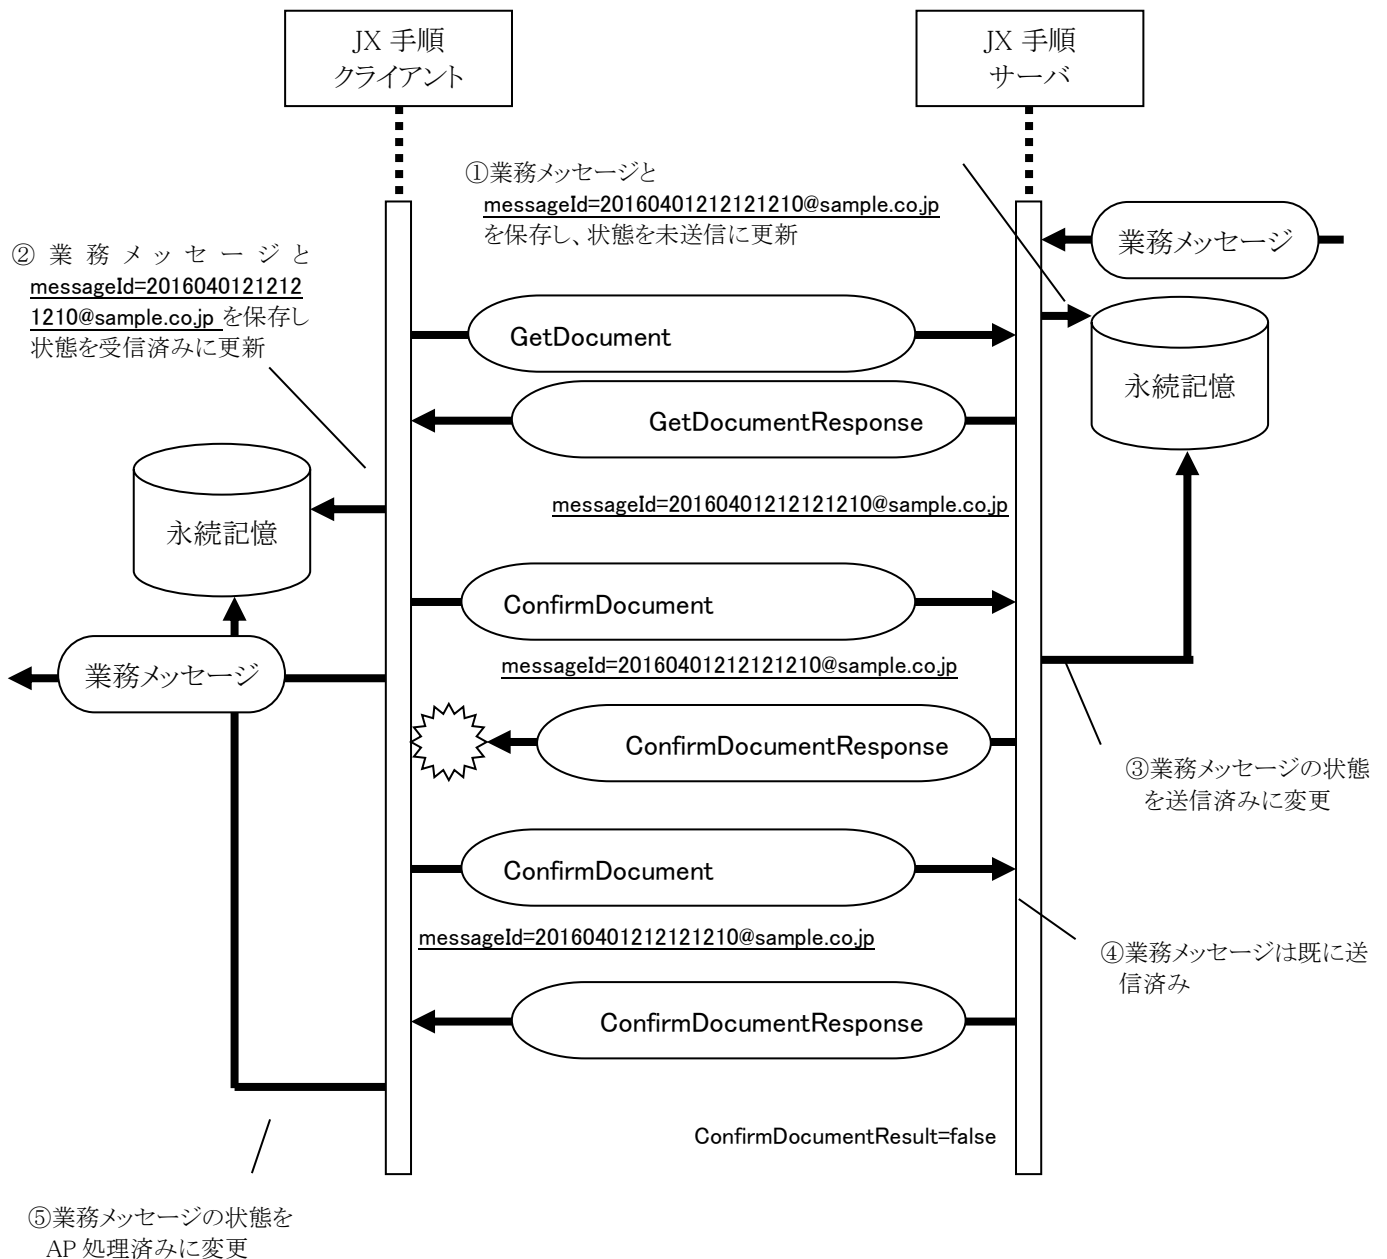 JX 手順
クライアント
JX 手順
サーバ
①業務メッセージと
messageId=20160401212121210@sample.co.jp
を保存し、状態を未送信に更新
業務メッセージ
②業務メッセージと
messageId=2016040121212
1210@sample.co.jp を保存し
状態を受信済みに更新
GetDocument
永続記憶
GetDocumentResponse
messageId=20160401212121210@sample.co.jp
永続記憶
ConfirmDocument
messageId=20160401212121210@sample.co.jp
業務メッセージ
ConfirmDocumentResponse
③業務メッセージの状態
を送信済みに変更
ConfirmDocument
messageId=20160401212121210@sample.co.jp
④業務メッセージは既に送
信済み
ConfirmDocumentResponse
ConfirmDocumentResult=false
⑤業務メッセージの状態を
AP 処理済みに変更